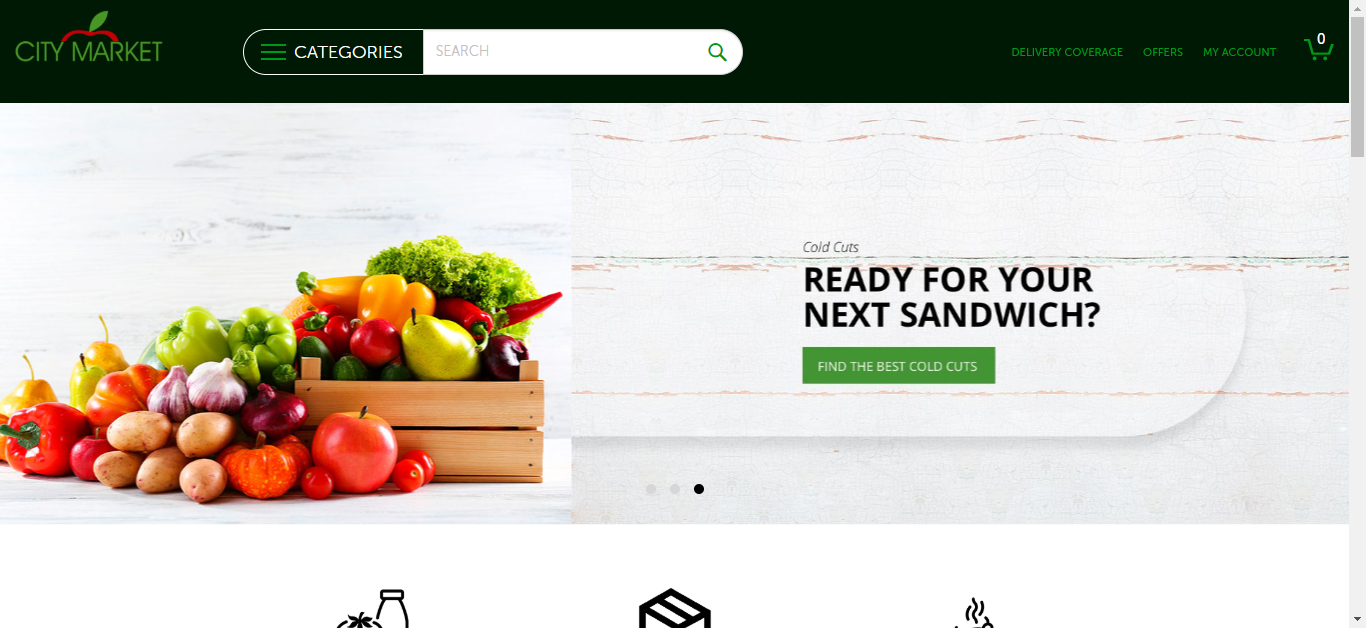 CITY MARKET
CATEGORIES
SEARCH
DELIVERY COVERAGE
OFFERS
MY ACCOUNT
0
Cold Cuts
READY FOR YOUR
NEXT SANDWICH?
FIND THE BEST COLD CUTS